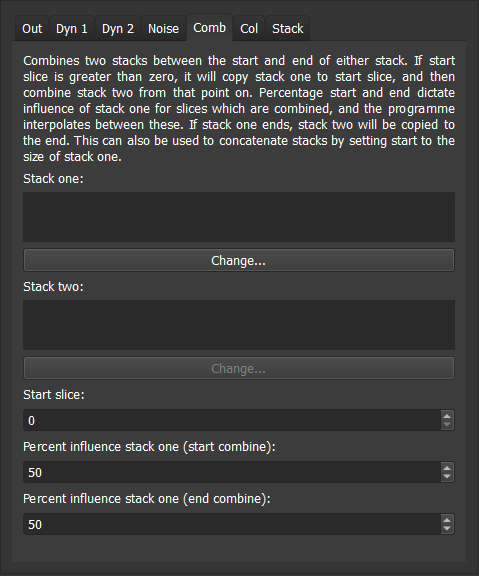 Out Dyn 1 Dyn 2 Noise Comb Col Stack
Combines two stacks between the start and end of either stack. If start
slice is greater than zero, it will copy stack one to start slice, and then
combine stack two from that point on. Percentage start and end dictate
influence of stack one for slices which are combined, and the programme
interpolates between these. If stack one ends, stack two will be copied to
the end. This can also be used to concatenate stacks by setting start to the
size of stack one.
Stack one:
Change...
Stack two:
Change...
Start slice:
0
Percent influence stack one (start combine):
50
Percent influence stack one (end combine):
50